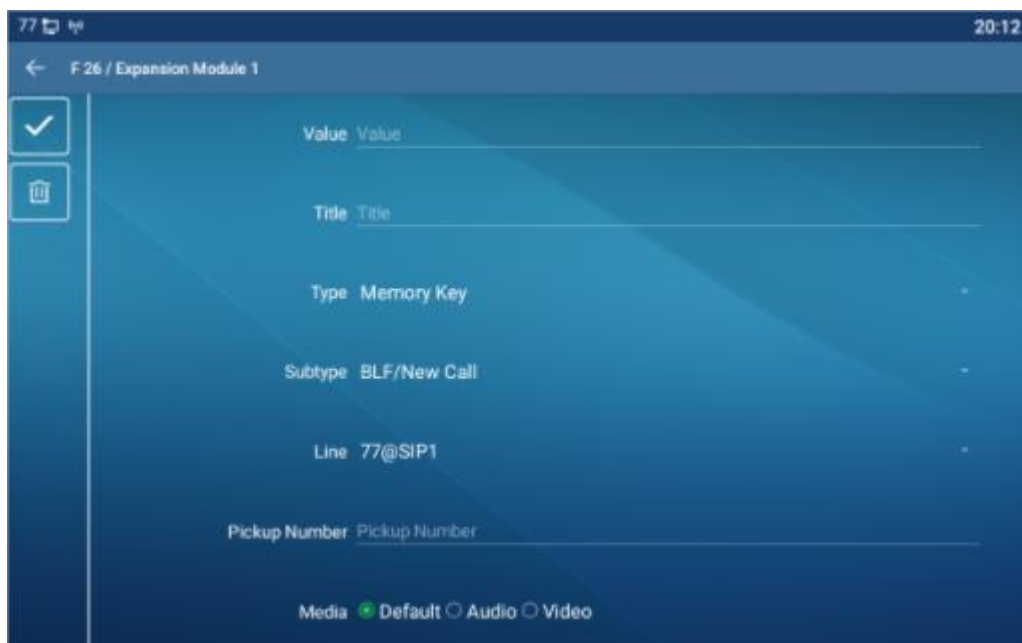 77
20:12
F 26 / Expansion Module 1
Value Value
Title Title
Type Memory Key
Subtype BLF/New Call
Line 77@SIP1
Pickup Number Pickup Number
Media Default Audio Video